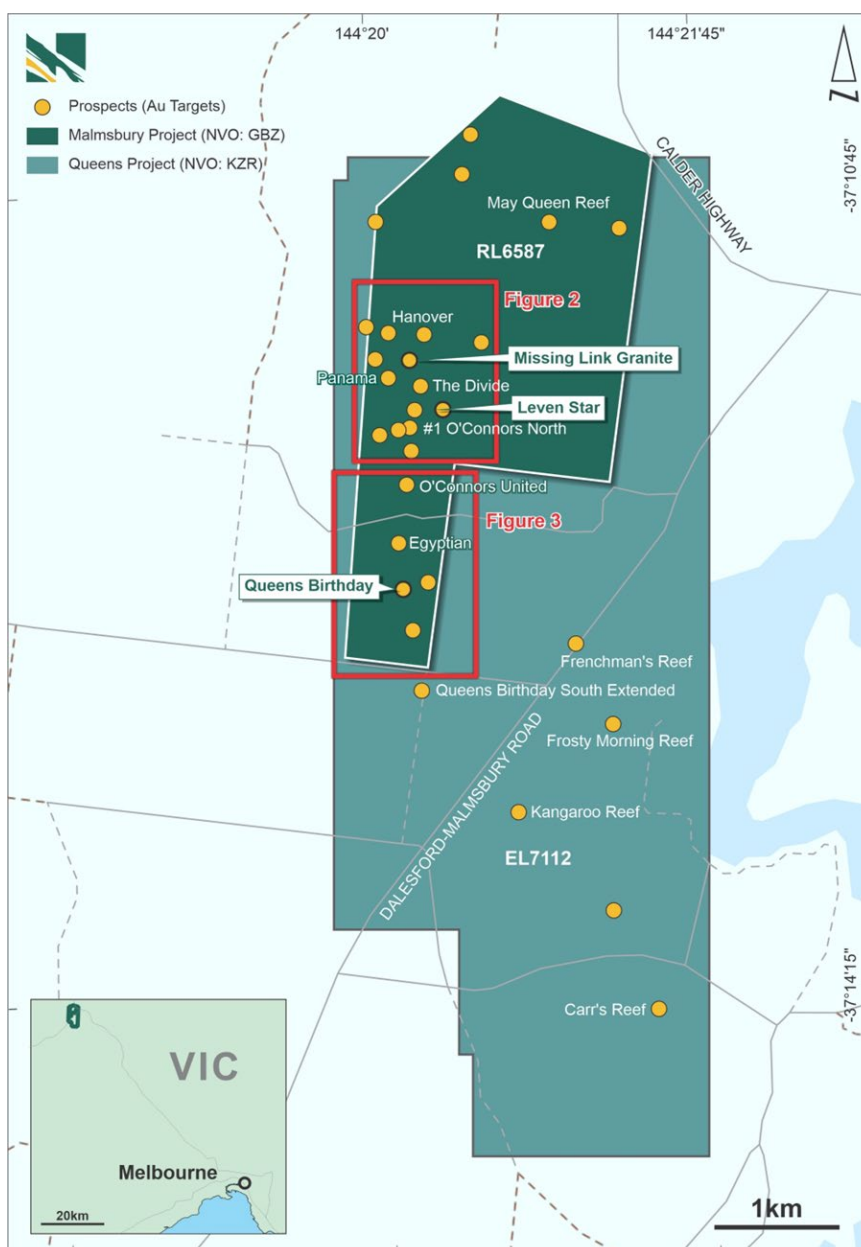 144°20'
144°21'45"
Z
Prospects (Au Targets)
Malmsbury Project (NVO: GBZ)
Queens Project (NVO: KZR)
-37°10'45"
CALDER HIGHWAY
May Queen Reef
RL6587
Figure 2
Hanover
Missing Link Granite
Panama
The Divide
Leven Star
#1 O'Connors North
O'Connors United
Figure 3
Egyptian
Queens Birthday
Frenchman's Reef
Queens Birthday South Extended
Frosty Morning Reef
DALESFORD-MALMSBURY ROAD
Kangaroo Reef
EL7112
-37°14'15"
Carr's Reef
VIC
Melbourne
20km
1km